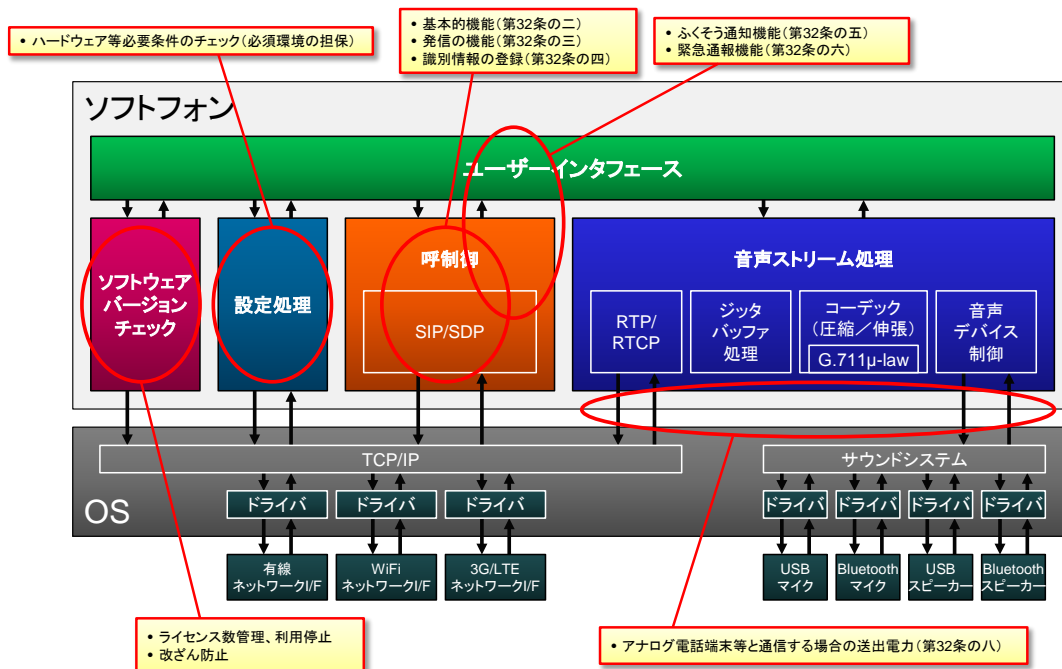 • ハードウェア等必要条件のチェック(必須環境の担保)
• 基本的機能(第32条の二)
• 発信の機能(第32条の三)
• 識別情報の登録(第32条の四)
• ふくそう通知機能(第32条の五)
• 緊急通報機能(第32条の六)
ソフトフォン
ユーザーインタフェース
ソフトウェア
バージョン
チェック
設定処理
呼制御
SIP/SDP
音声ストリーム処理
RTP/
RTCP
ジッタ
バッファ
処理
コーデック
(圧縮/伸張)
G.711μ-law
音声
デバイス
制御
TCP/IP
サウンドシステム
OS
ドライバ
ドライバ
ドライバ
ドライバ
ドライバ
ドライバ
ドライバ
有線
ネットワークI/F
WiFi
ネットワークI/F
3G/LTE
ネットワークI/F
USB
マイク
Bluetooth
マイク
USB
スピーカー
Bluetooth
スピーカー
• ライセンス数管理、利用停止
• 改ざん防止
• アナログ電話端末等と通信する場合の送出電力(第32条の八)